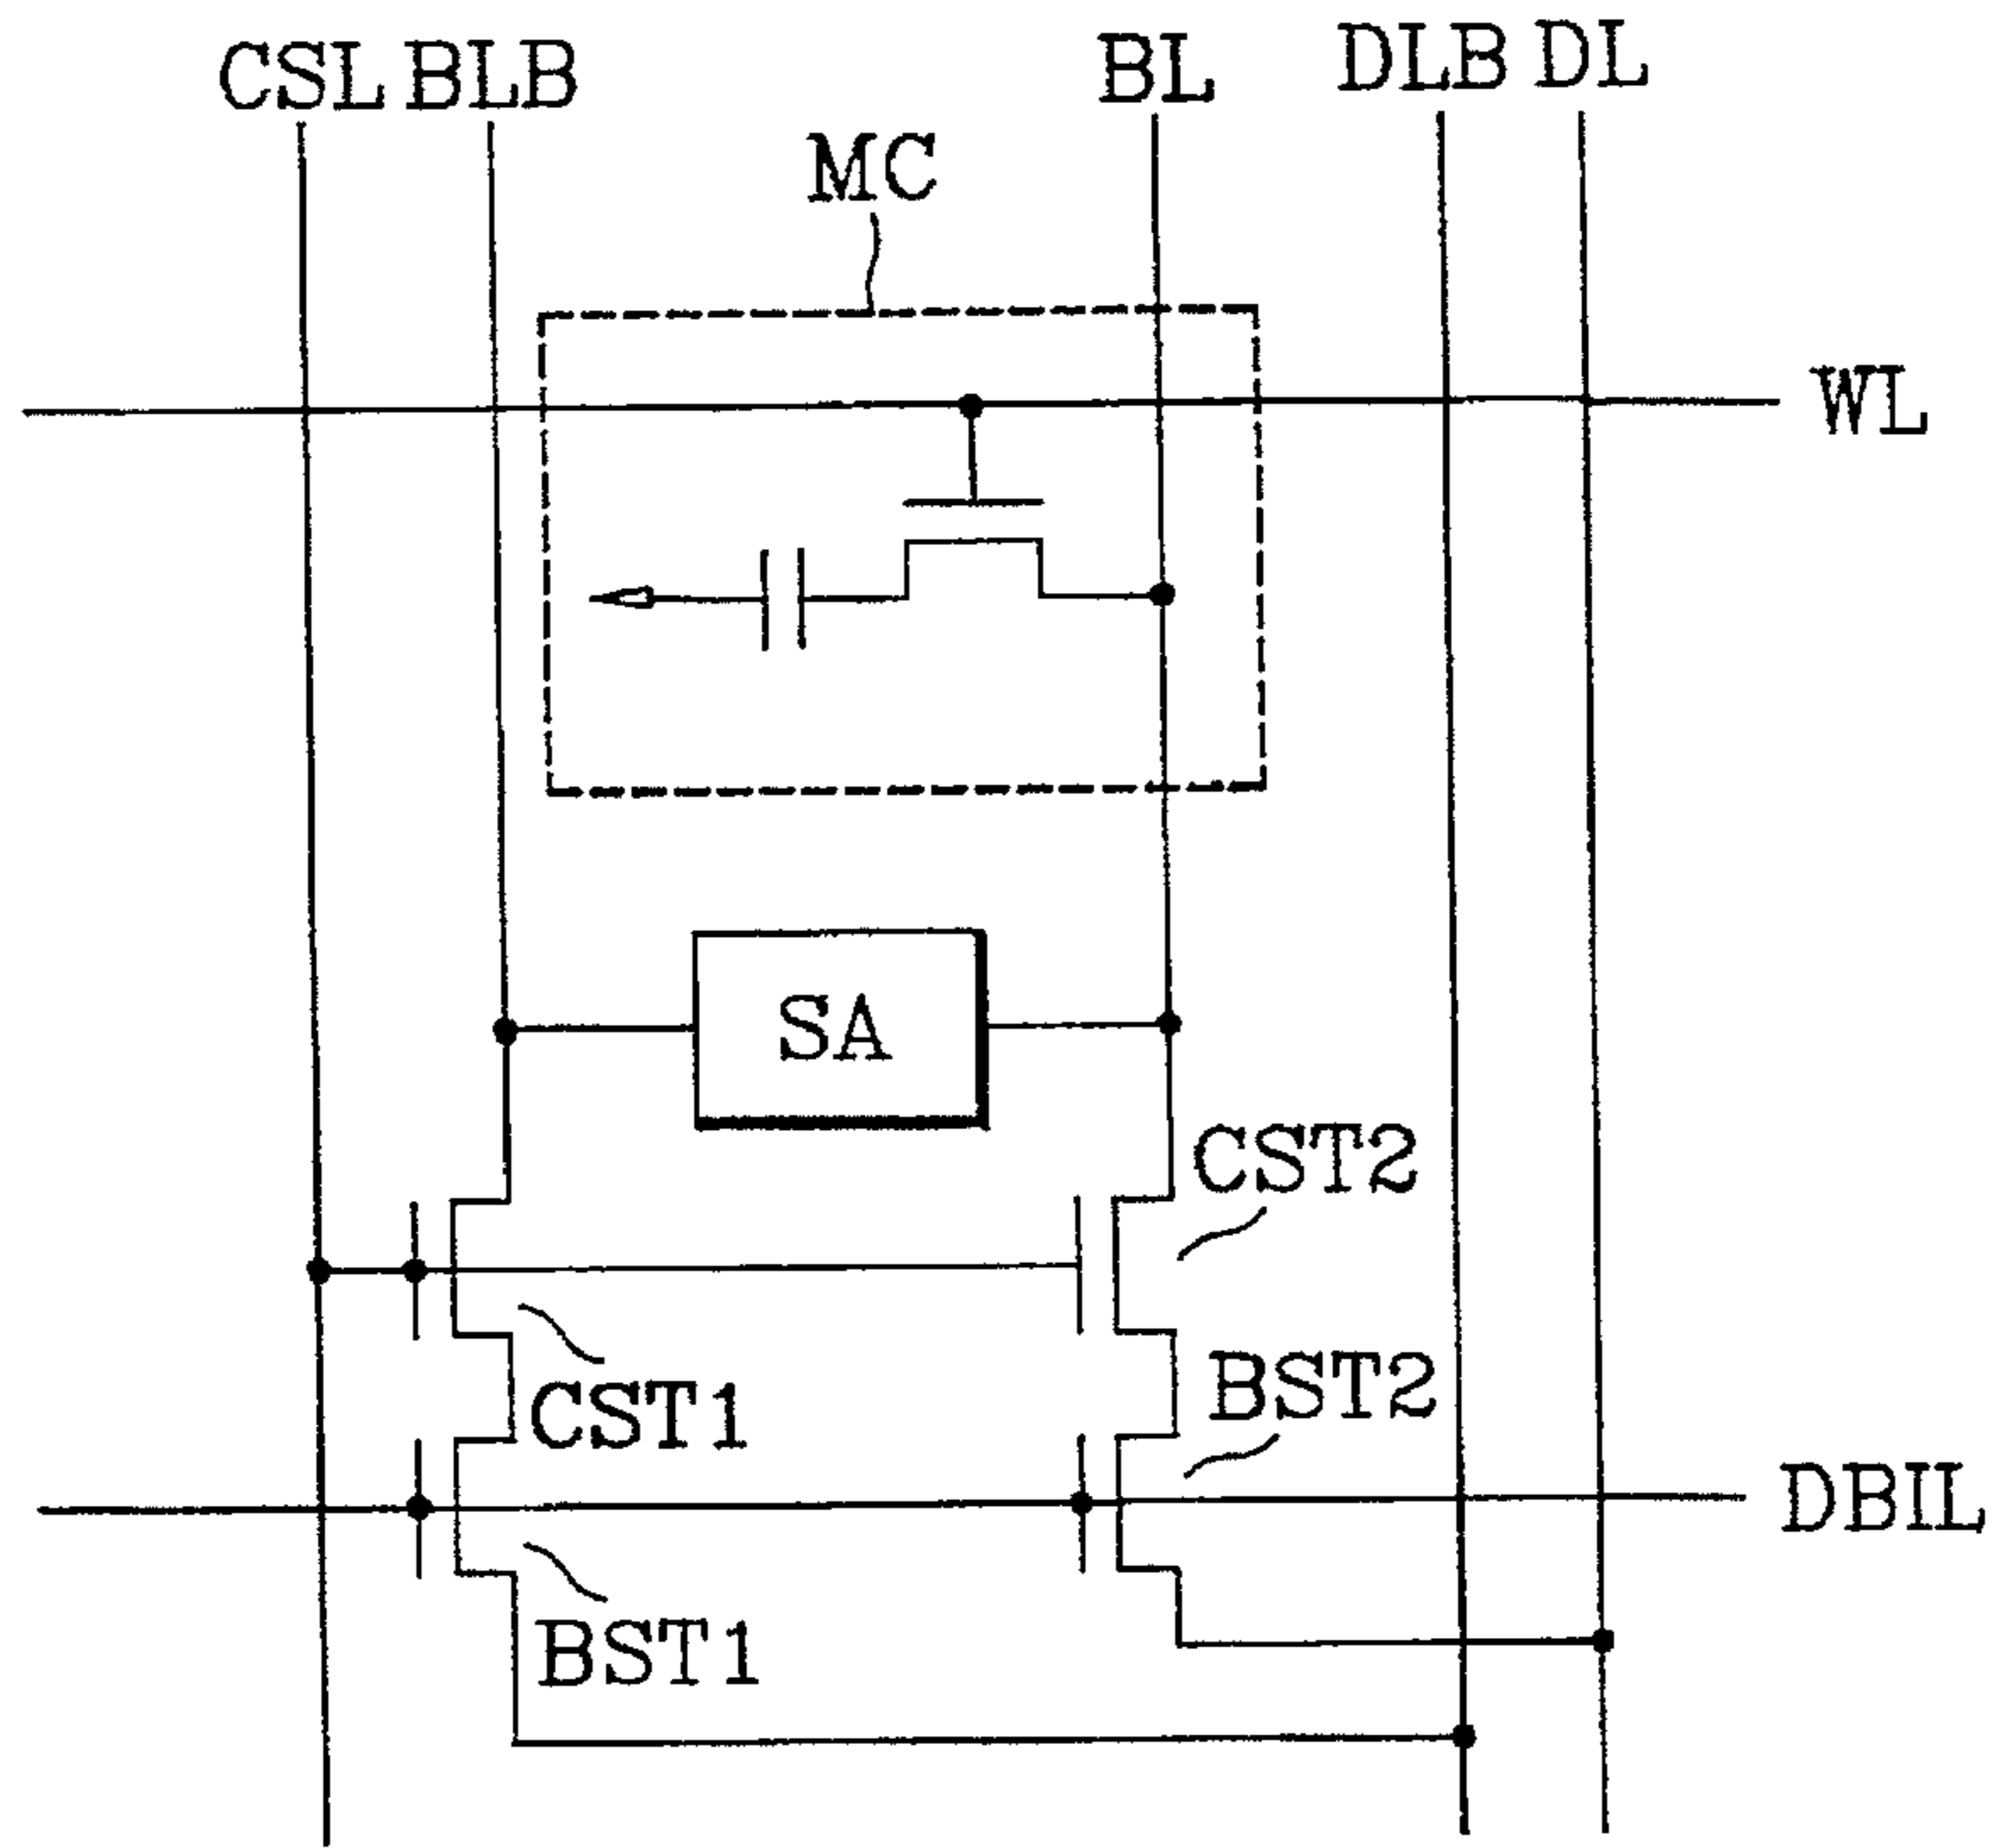 CSL BLB BL DLB DL
MC
WL
SA
CST2
CST1
BST2
DBIL
BST1